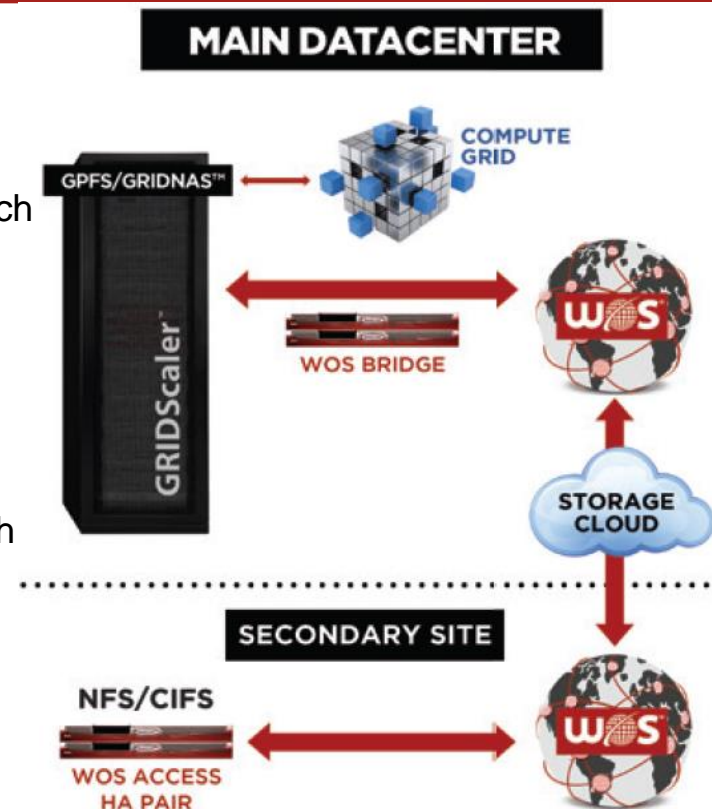 MAIN DATACENTER
COMPUTE
GRID
GPFS/GRIDNAS™
ch
GRIDScaler™
WOS
WOS BRIDGE
STORAGE
CLOUD
h
SECONDARY SITE
NFS/CIFS
WOS
WOS ACCESS
HA PAIR